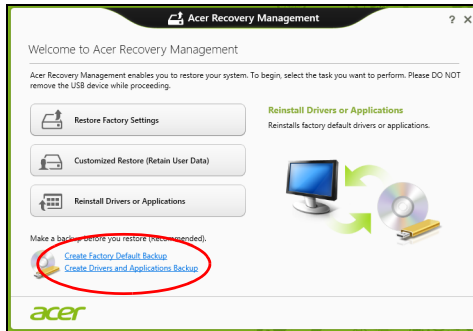 Acer Recovery Management
? X
Welcome to Acer Recovery Management
Acer Recovery Management enables you to restore your system. To begin, select the task you want to perform. Please DO NOT
remove the USB device while proceeding.
Restore Factory Settings
Customized Restore (Retain User Data)
Reinstall Drivers or Applications
Reinstall Drivers or Applications
Reinstalls factory default drivers or applications.
Make a backup before you restore (Recommended).
Create Factory Default Backup
Create Drivers and Applications Backup
acer